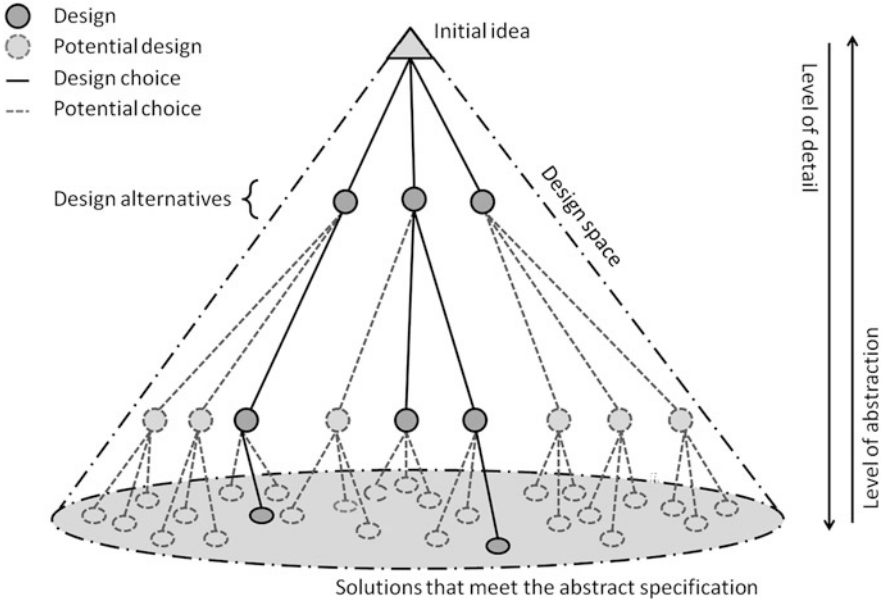 Design
Potential design
Design choice
Potential choice
Initial idea
Design alternatives
Design space
Level of detail
Level of abstraction
Solutions that meet the abstract specification